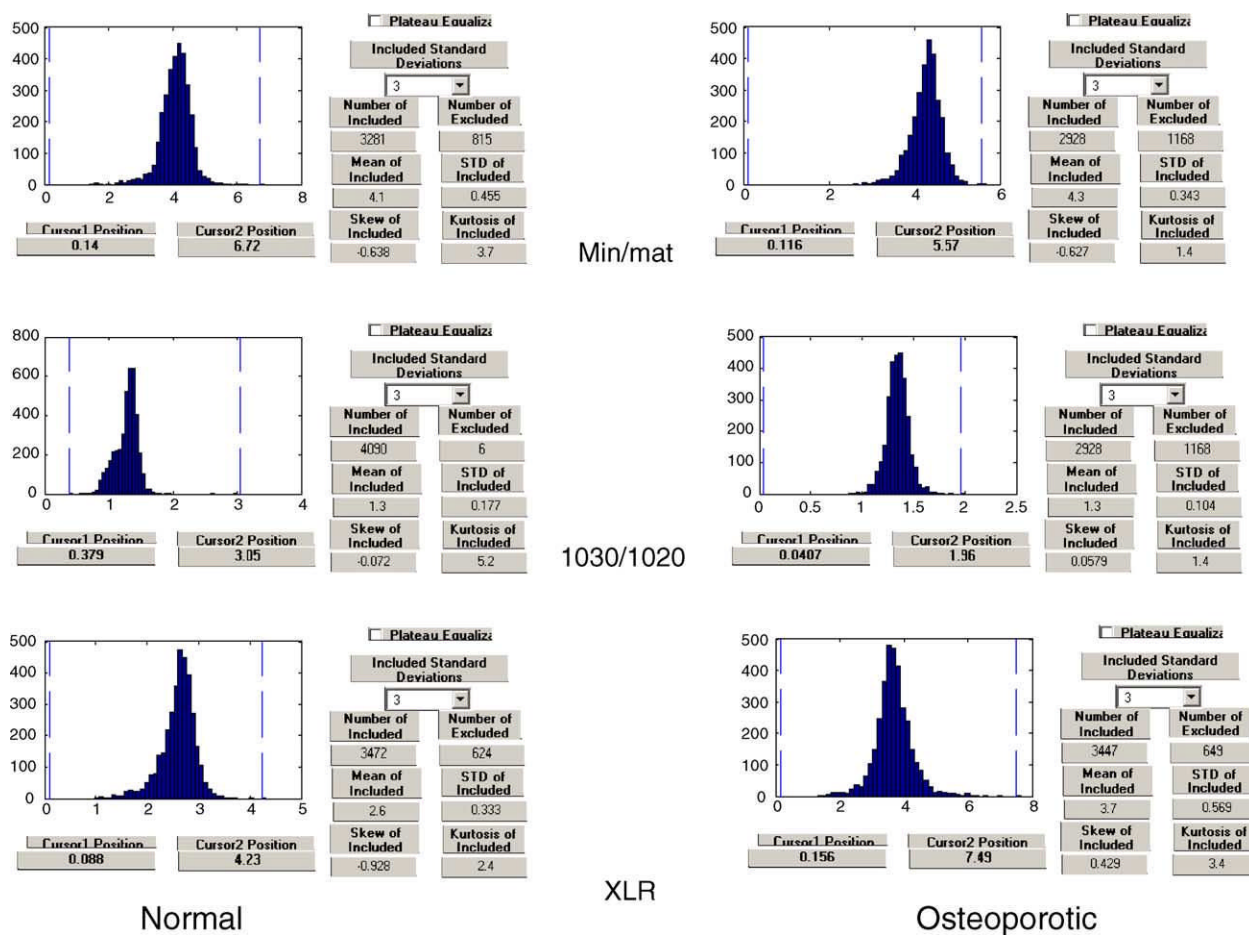 Plateau Equaliza
500
400
300
200
100
0
0 2 4 6 8
Included Standard
Deviations
3
Number of
Included
Number of
Excluded
3281 815
Mean of
Included
STD of
Included
4.1 0.455
Skew of
Included
Kurtosis of
Included
-0.638 3.7
Cursor1 Position
Cursor2 Position
0.14 6.72
Min/mat
Plateau Equaliza
500
400
300
200
100
0
0 2 4 6
Included Standard
Deviations
3
Number of
Included
Number of
Excluded
2928 1168
Mean of
Included
STD of
Included
4.3 0.343
Skew of
Included
Kurtosis of
Included
-0.627 1.4
Cursor1 Position
Cursor2 Position
0.116 5.57
Plateau Equaliza
800
600
400
200
0
0 1 2 3 4
Included Standard
Deviations
3
Number of
Included
Number of
Excluded
4090 6
Mean of
Included
STD of
Included
1.3 0.177
Skew of
Included
Kurtosis of
Included
-0.072 5.2
Cursor1 Position
Cursor2 Position
0.379 3.05
1030/1020
Plateau Equaliza
500
400
300
200
100
0
0 0.5 1 1.5 2 2.5
Included Standard
Deviations
3
Number of
Included
Number of
Excluded
2928 1168
Mean of
Included
STD of
Included
1.3 0.104
Skew of
Included
Kurtosis of
Included
0.0579 1.4
Cursor1 Position
Cursor2 Position
0.0407 1.96
Plateau Equaliza
500
400
300
200
100
0
0 1 2 3 4 5
Included Standard
Deviations
3
Number of
Included
Number of
Excluded
3472 624
Mean of
Included
STD of
Included
2.6 0.333
Skew of
Included
Kurtosis of
Included
-0.928 2.4
Cursor1 Position
Cursor2 Position
0.088 4.23
XLR
Plateau Equaliza
500
400
300
200
100
0
0 2 4 6 8
Included Standard
Deviations
3
Number of
Included
Number of
Excluded
3447 649
Mean of
Included
STD of
Included
3.7 0.569
Skew of
Included
Kurtosis of
Included
0.429 3.4
Cursor1 Position
Cursor2 Position
0.156 7.49
Normal
Osteoporotic